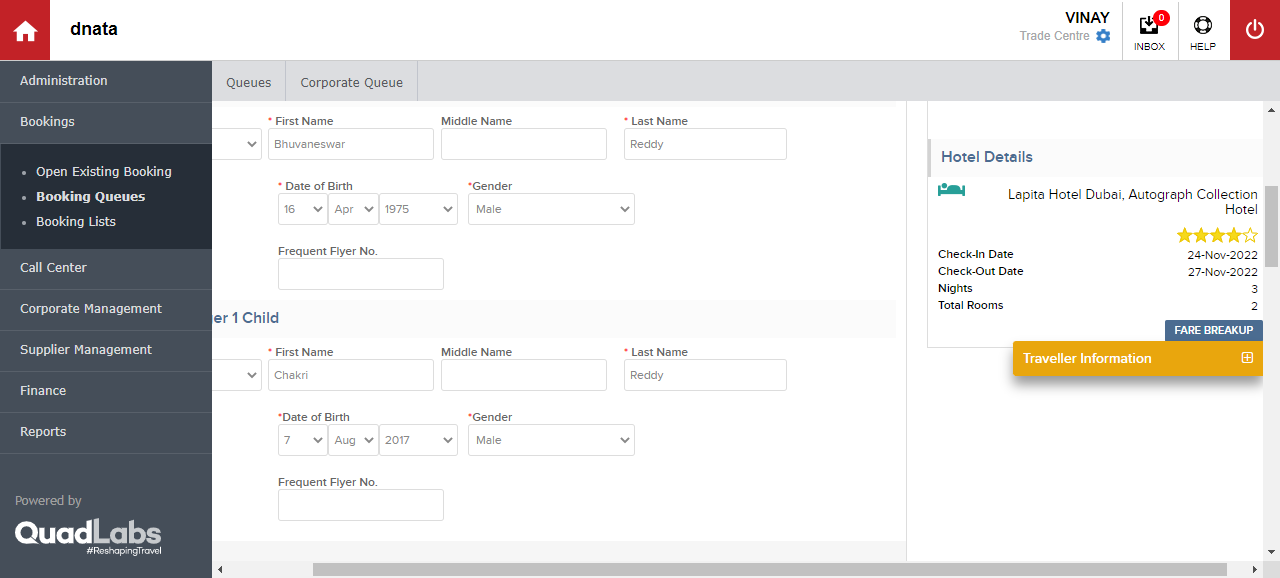 dnata
VINAY
Trade Centre
0
INBOX
HELP
Administration
Bookings
Open Existing Booking
Booking Queues
Booking Lists
Call Center
Corporate Management
Supplier Management
Finance
Reports
Powered by
QuadLabs
#ReshapingTravel
Queues
Corporate Queue
* First Name
Middle Name
* Last Name
Bhuvaneswar
Reddy
* Date of Birth
*Gender
16
Apr
1975
Male
Frequent Flyer No.
er 1 Child
* First Name
Middle Name
* Last Name
Chakri
Reddy
*Date of Birth
*Gender
7
Aug
2017
Male
Frequent Flyer No.
Hotel Details
Lapita Hotel Dubai, Autograph Collection
Hotel
Check-In Date 24-Nov-2022
Check-Out Date 27-Nov-2022
Nights 3
Total Rooms 2
FARE BREAKUP
Traveller Information